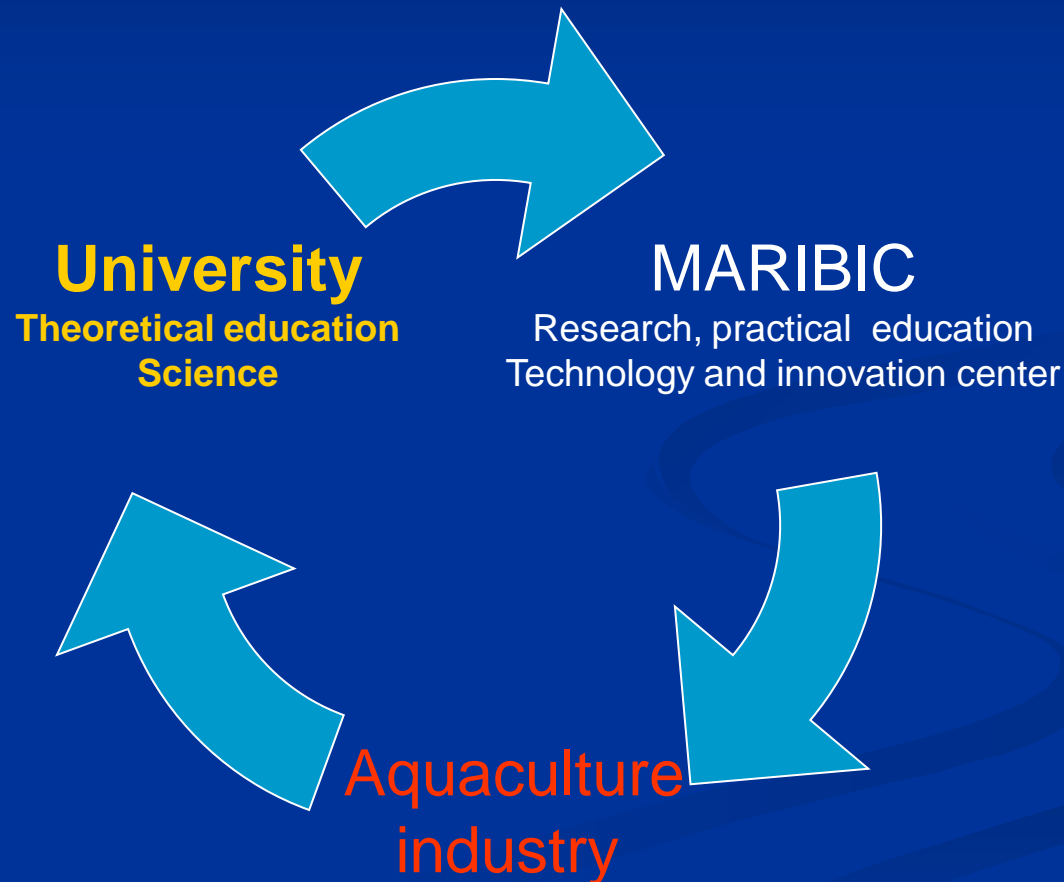 University
Theoretical education
Science
MARIBIC
Research, practical education
Technology and innovation center
Aquaculture
industry